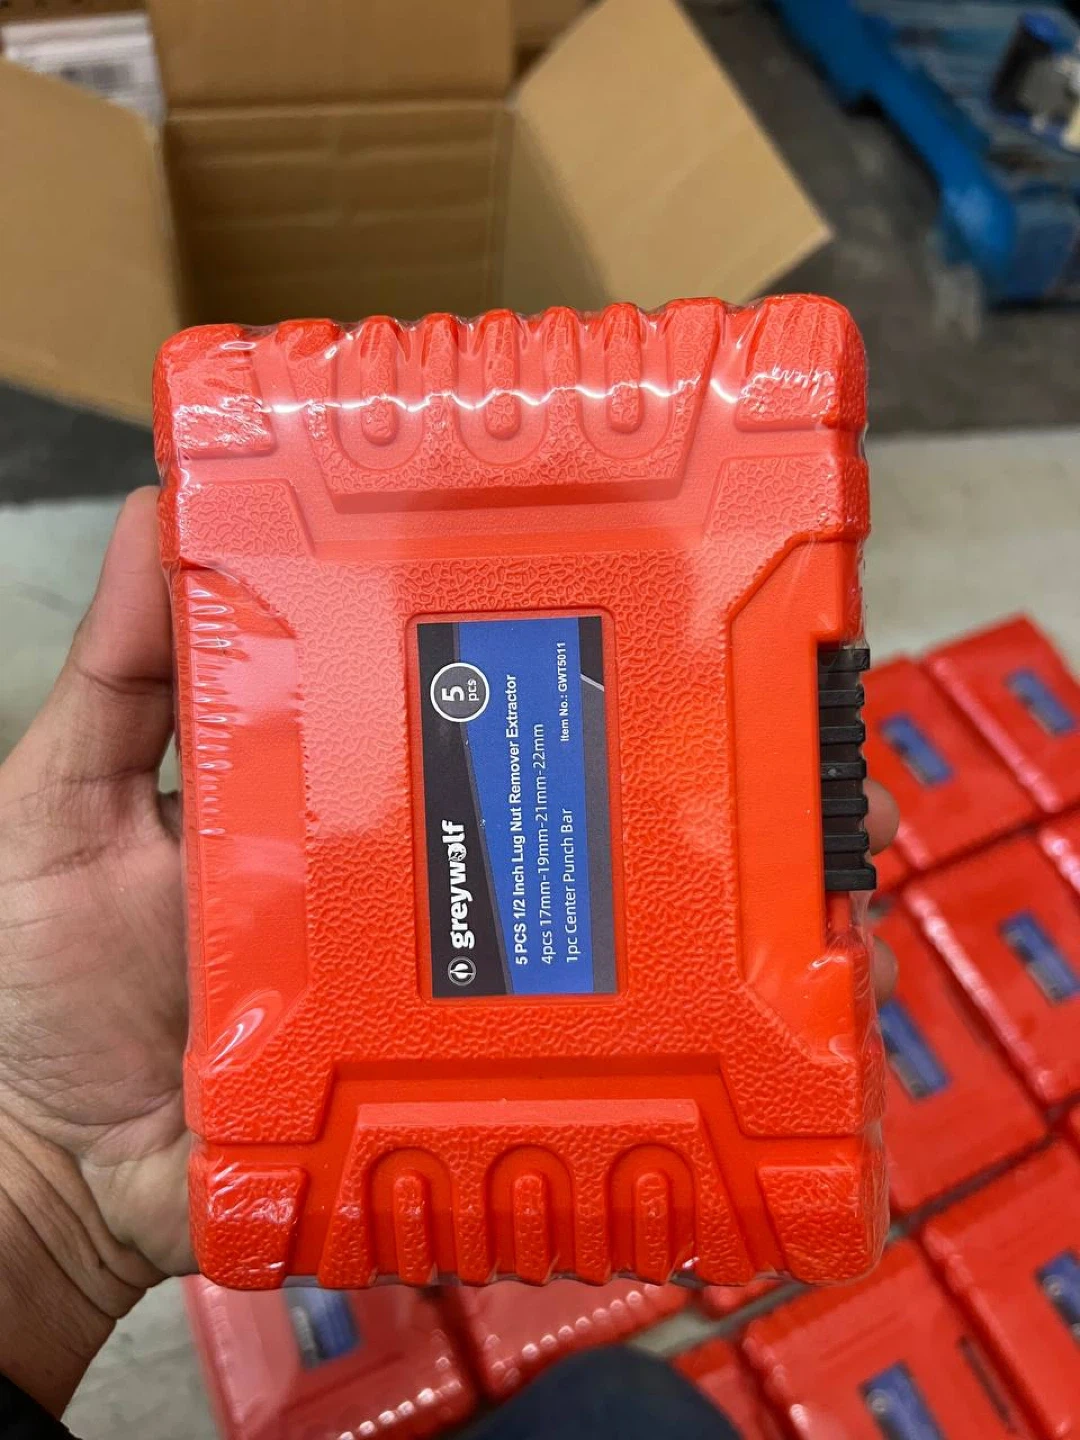 greywolf
5 pcs
5 PCS 1/2 Inch Lug Nut Remover Extractor
4pcs 17mm-19mm-21mm-22mm
1pc Center Punch Bar
Item No.: GWT5011